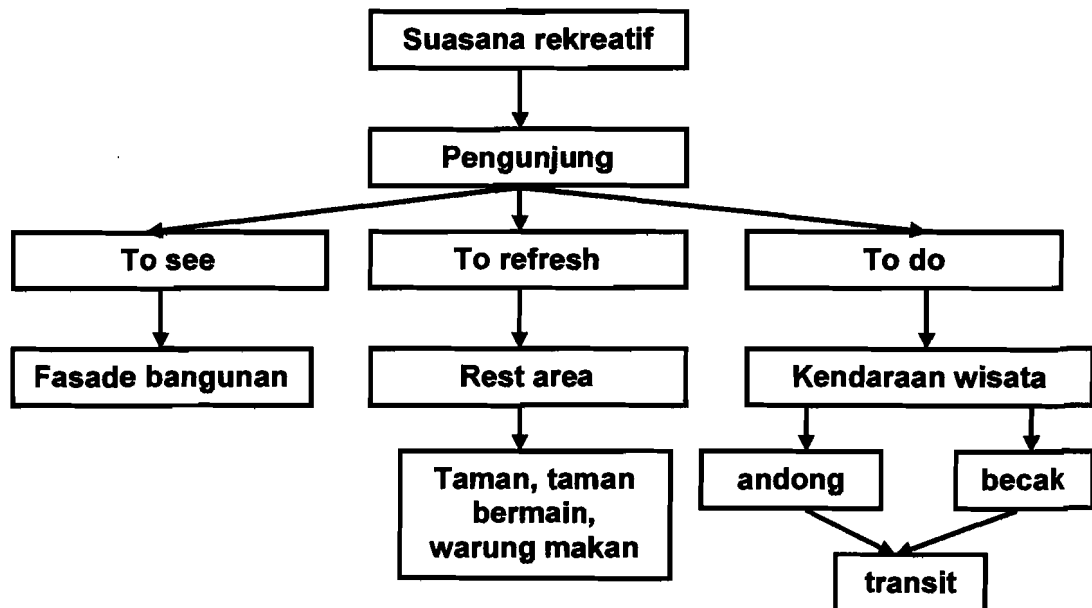 Suasana rekreatif
Pengunjung
To see
To refresh
To do
Fasade bangunan
Rest area
Kendaraan wisata
Taman, taman
bermain,
warung makan
andong
becak
transit